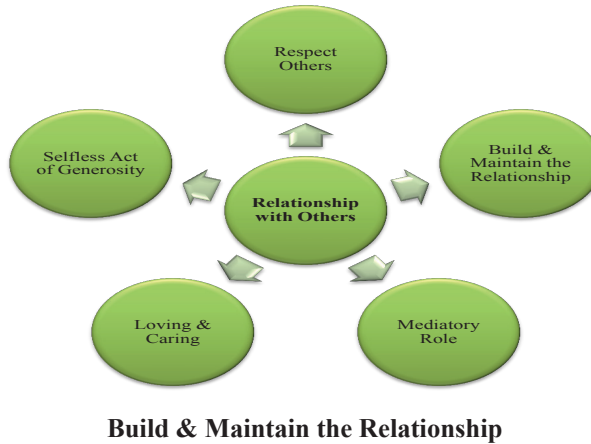 Respect
Others
Selfless Act
of Generosity
Build &
Maintain the
Relationship
Relationship
with Others
Loving &
Caring
Mediatory
Role
Build & Maintain the Relationship